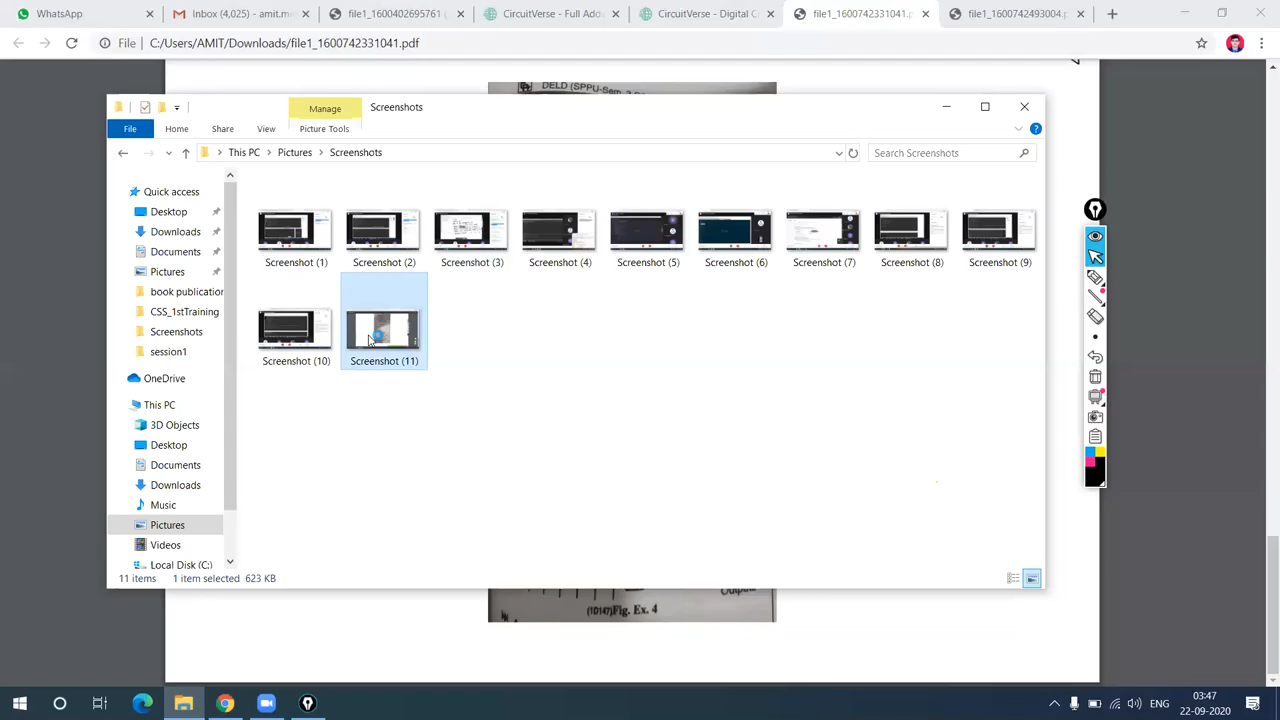 WhatsApp
Inbox (4,025) - amit.me
file1_1600402695761 (
CircuitVerse - Full Add
CircuitVerse - Digital C
file1_1600742331041.p
file1_1600742493004.p
File
C:/Users/AMIT/Downloads/file1_1600742331041.pdf
DELD (SPPU-Sem.
Manage
Screenshots
File
Home
Share
View
Picture Tools
This PC
Pictures
Screenshots
Search Screenshots
Quick access
Desktop
Downloads
Documents
Pictures
book publication
CSS_1stTraining
Screenshots
session1
OneDrive
This PC
3D Objects
Desktop
Documents
Downloads
Music
Pictures
Videos
Local Disk (C:)
Screenshot (1)
Screenshot (2)
Screenshot (3)
Screenshot (4)
Screenshot (5)
Screenshot (6)
Screenshot (7)
Screenshot (8)
Screenshot (9)
Screenshot (10)
Screenshot (11)
11 items
1 item selected
623 KB
Output
(1D147)Fig. Ex. 4
ENG
03:47
22-09-2020